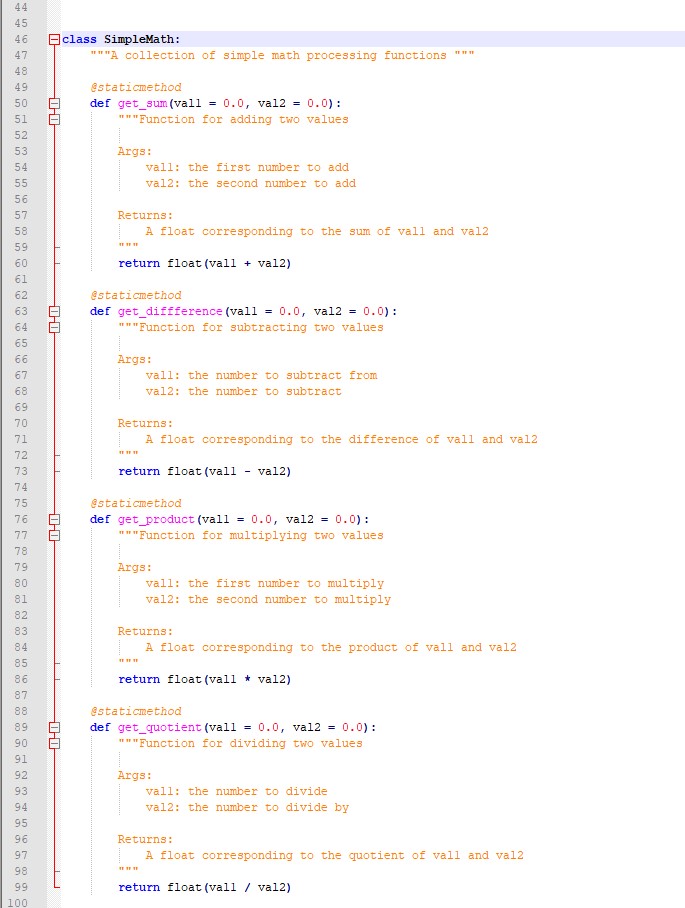 44
45
46 class SimpleMath:
47 """A collection of simple math processing functions """
48
49 @staticmethod
50 def get_sum(val1 = 0.0, val2 = 0.0):
51 """Function for adding two values
52
53 Args:
54 val1: the first number to add
55 val2: the second number to add
56
57 Returns:
58 A float corresponding to the sum of val1 and val2
59 """
60 return float(val1 + val2)
61
62 @staticmethod
63 def get_diffference(val1 = 0.0, val2 = 0.0):
64 """Function for subtracting two values
65
66 Args:
67 val1: the number to subtract from
68 val2: the number to subtract
69
70 Returns:
71 A float corresponding to the difference of val1 and val2
72 """
73 return float(val1 - val2)
74
75 @staticmethod
76 def get_product(val1 = 0.0, val2 = 0.0):
77 """Function for multiplying two values
78
79 Args:
80 val1: the first number to multiply
81 val2: the second number to multiply
82
83 Returns:
84 A float corresponding to the product of val1 and val2
85 """
86 return float(val1 * val2)
87
88 @staticmethod
89 def get_quotient(val1 = 0.0, val2 = 0.0):
90 """Function for dividing two values
91
92 Args:
93 val1: the number to divide
94 val2: the number to divide by
95
96 Returns:
97 A float corresponding to the quotient of val1 and val2
98 """
99 return float(val1 / val2)
100